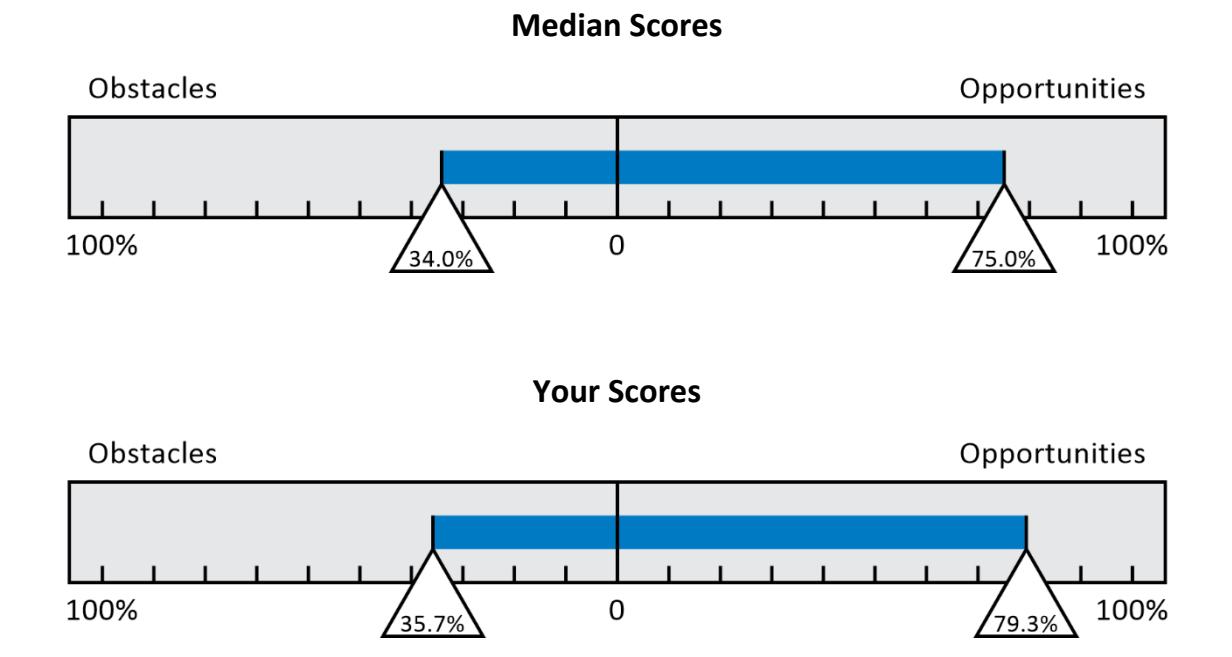 Median Scores
Obstacles Opportunities
100% 34.0% 0 75.0% 100%
Your Scores
Obstacles Opportunities
100% 35.7% 0 79.3% 100%